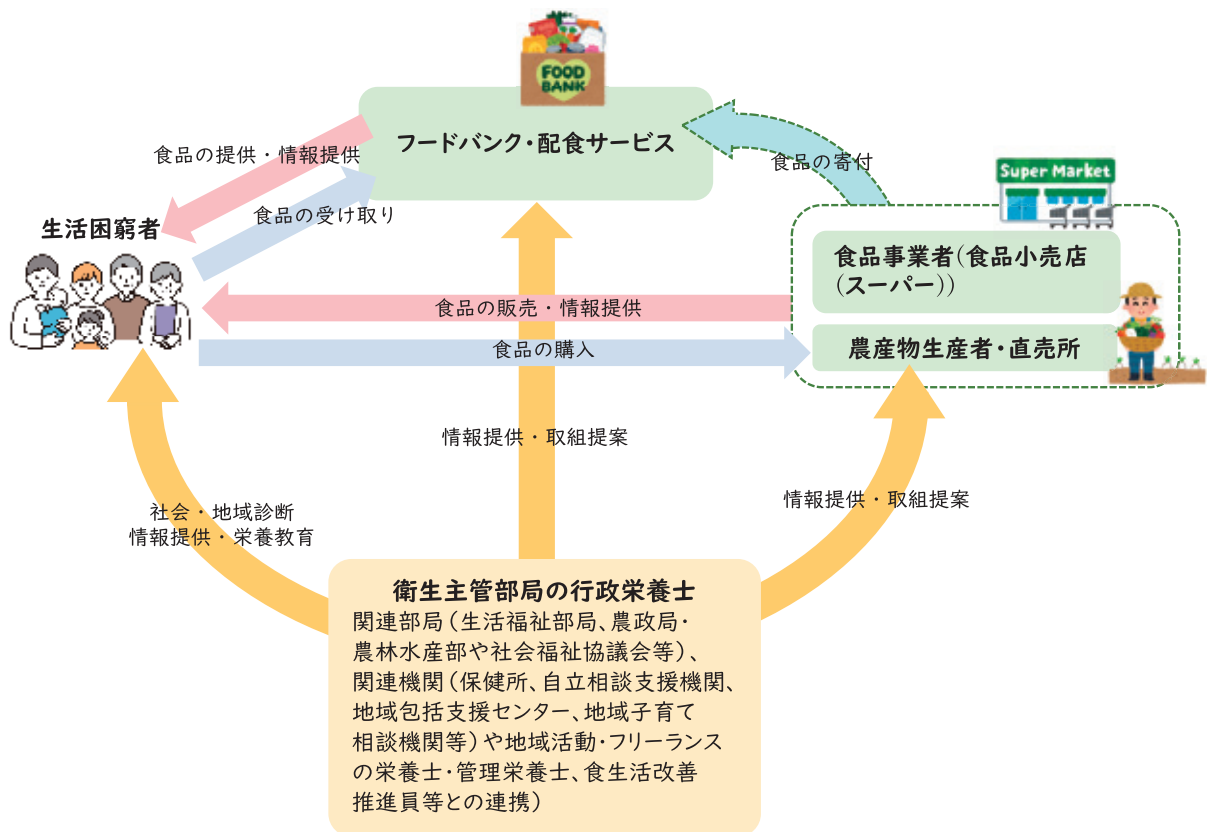 FOOD
BANK
フードバンク・配食サービス
食品の提供・情報提供
食品の寄付
Super Market
食品の受け取り
生活困窮者
食品事業者(食品小売店
(スーパー))
食品の販売・情報提供
農産物生産者・直売所
食品の購入
情報提供・取組提案
情報提供・取組提案
社会・地域診断
情報提供・栄養教育
衛生主管部局の行政栄養士
関連部局(生活福祉部局、農政局・
農林水産部や社会福祉協議会等)、
関連機関(保健所、自立相談支援機関、
地域包括支援センター、地域子育て
相談機関等)や地域活動・フリーランス
の栄養士・管理栄養士、食生活改善
推進員等との連携)